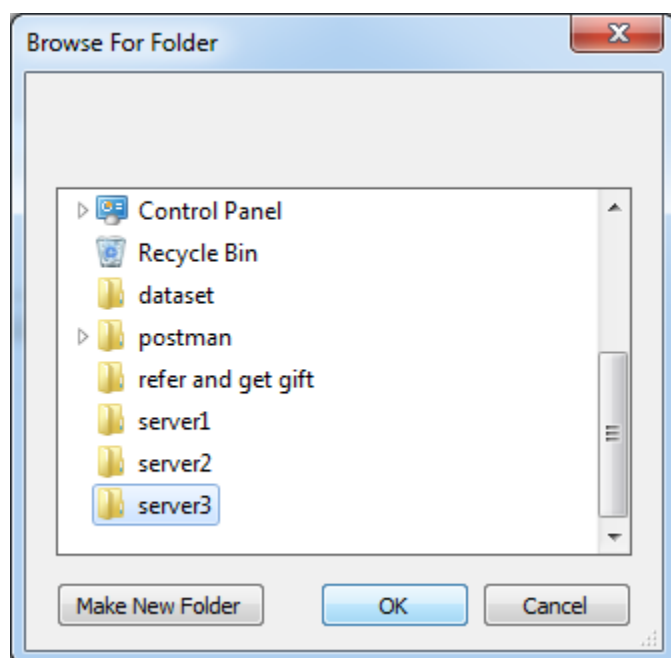 Browse For Folder
Control Panel
Recycle Bin
dataset
postman
refer and get gift
server1
server2
server3
Make New Folder OK Cancel